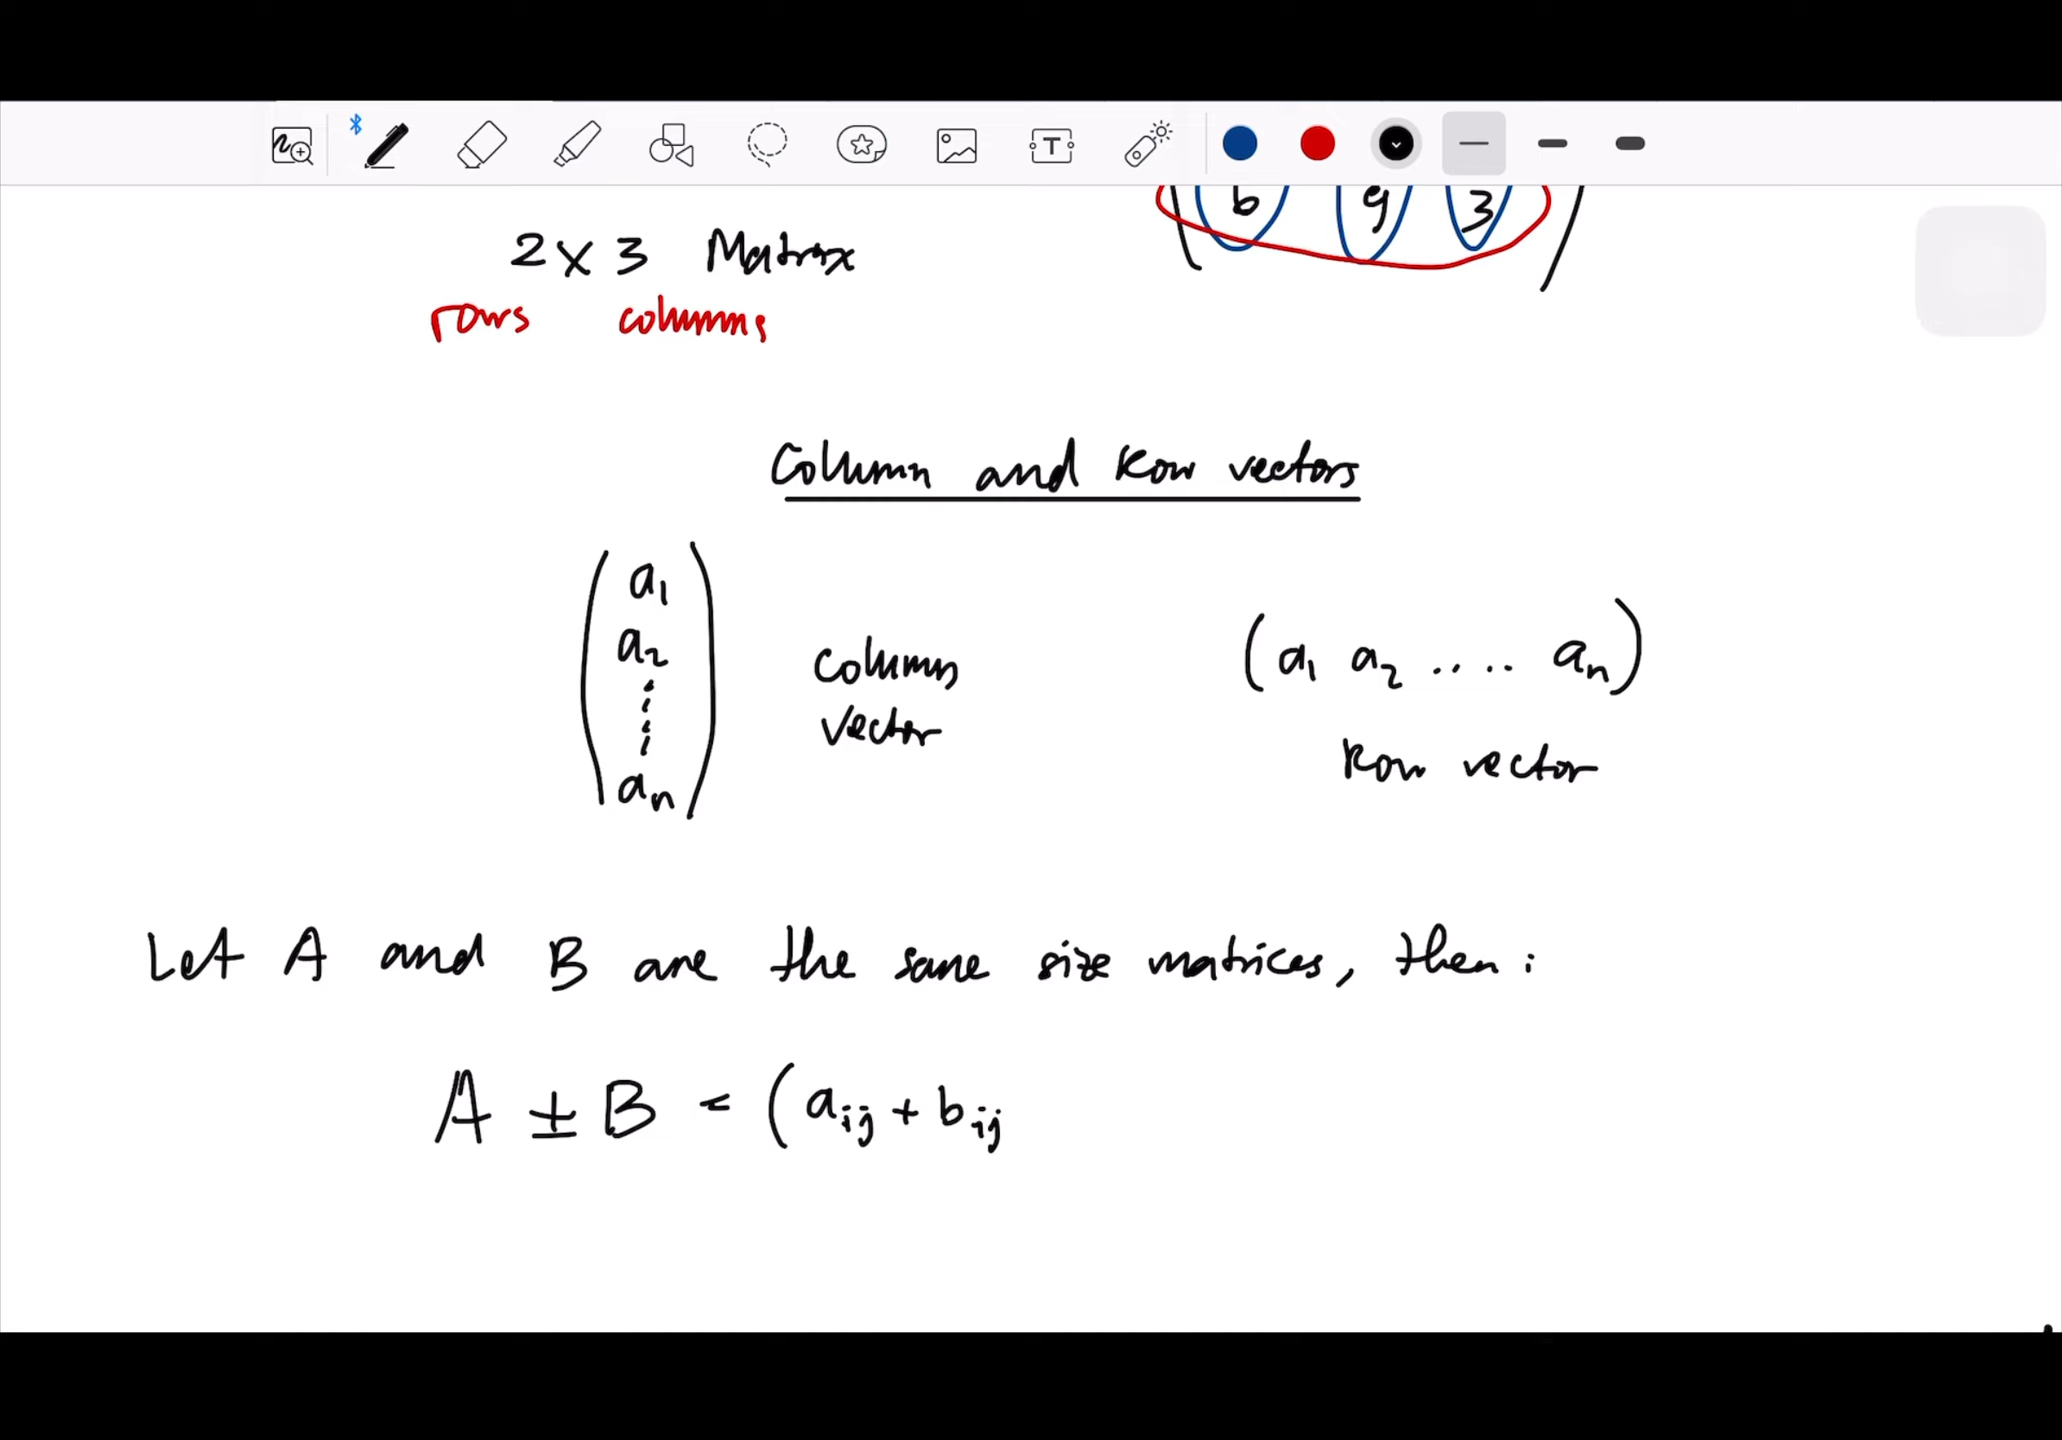 b 9 3
2 x 3 Matrix
rows columns
Column and Row vectors
(a₁ a₂ .... aₙ)
a₁
a₂
⋮
aₙ
column
vector
Row vector
Let A and B are the same size matrices, then :
A ± B = (aᵢⱼ + bᵢⱼ